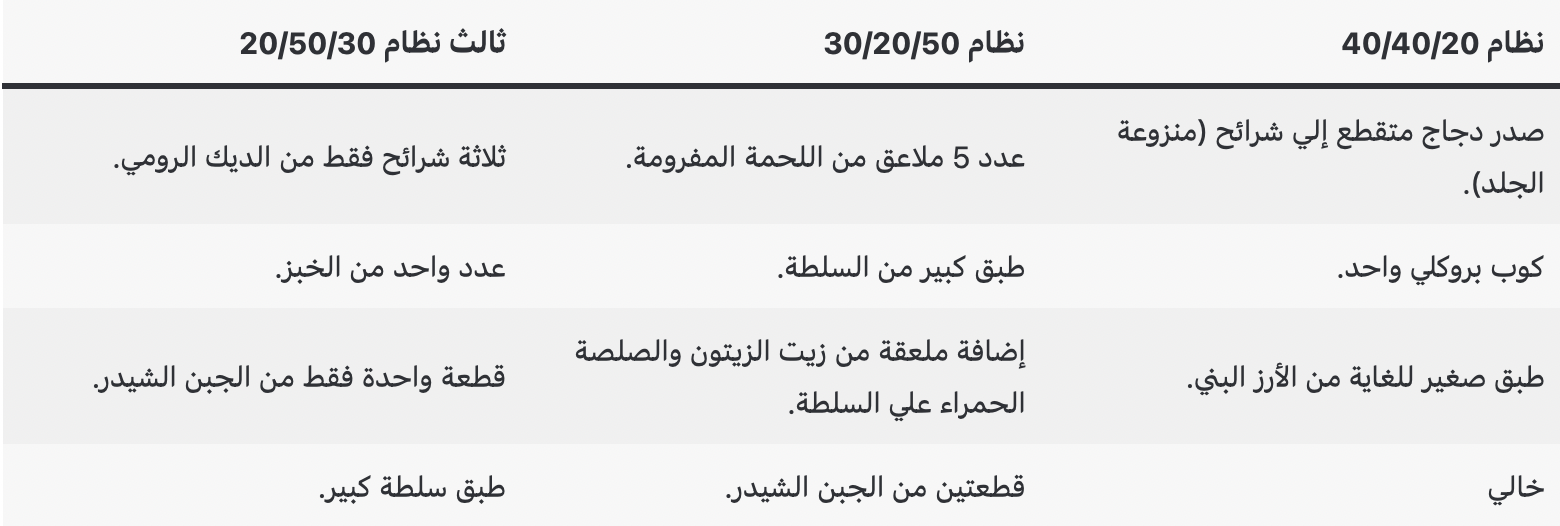 نظام 40/40/20
نظام 30/20/50
ثالث نظام 20/50/30
صدر دجاج متقطع إلي شرائح (منزوعة
الجلد).
عدد 5 ملاعق من اللحمة المفرومة.
ثلاثة شرائح فقط من الديك الرومي.
كوب بروكلي واحد.
طبق كبير من السلطة.
عدد واحد من الخبز.
طبق صغير للغاية من الأرز البني.
إضافة ملعقة من زيت الزيتون والصلصة
الحمراء علي السلطة.
قطعة واحدة فقط من الجبن الشيدر.
خالي
قطعتين من الجبن الشيدر.
طبق سلطة كبير.